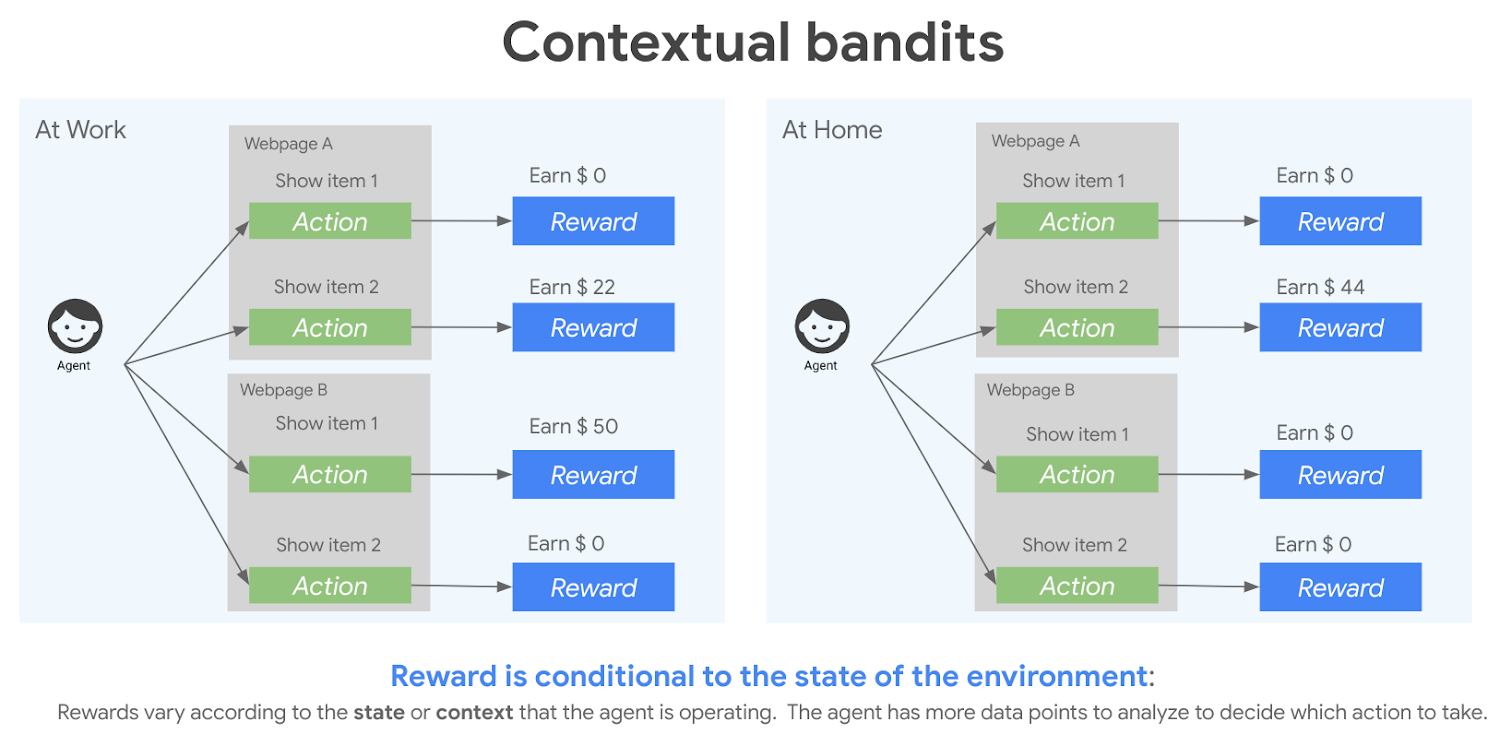 Contextual bandits
At Work
Webpage A
Show item 1
Action
Earn $ 0
Reward
Show item 2
Action
Earn $ 22
Reward
Agent
Webpage B
Show item 1
Action
Earn $ 50
Reward
Show item 2
Action
Earn $ 0
Reward
At Home
Webpage A
Show item 1
Action
Earn $ 0
Reward
Show item 2
Action
Earn $ 44
Reward
Agent
Webpage B
Show item 1
Action
Earn $ 0
Reward
Show item 2
Action
Earn $ 0
Reward
Reward is conditional to the state of the environment:
Rewards vary according to the state or context that the agent is operating. The agent has more data points to analyze to decide which action to take.